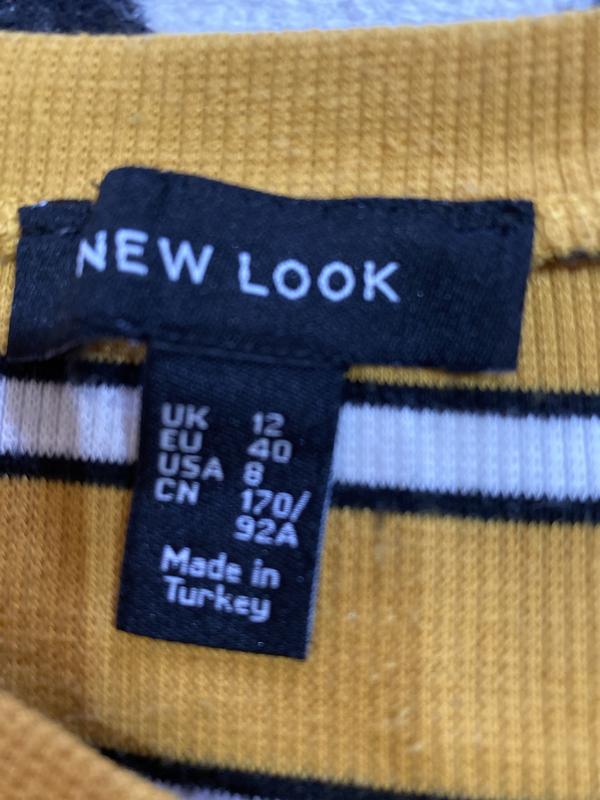 NEW LOOK
UK 12
EU 40
USA 8
CN 170/
92A
Made in
Turkey